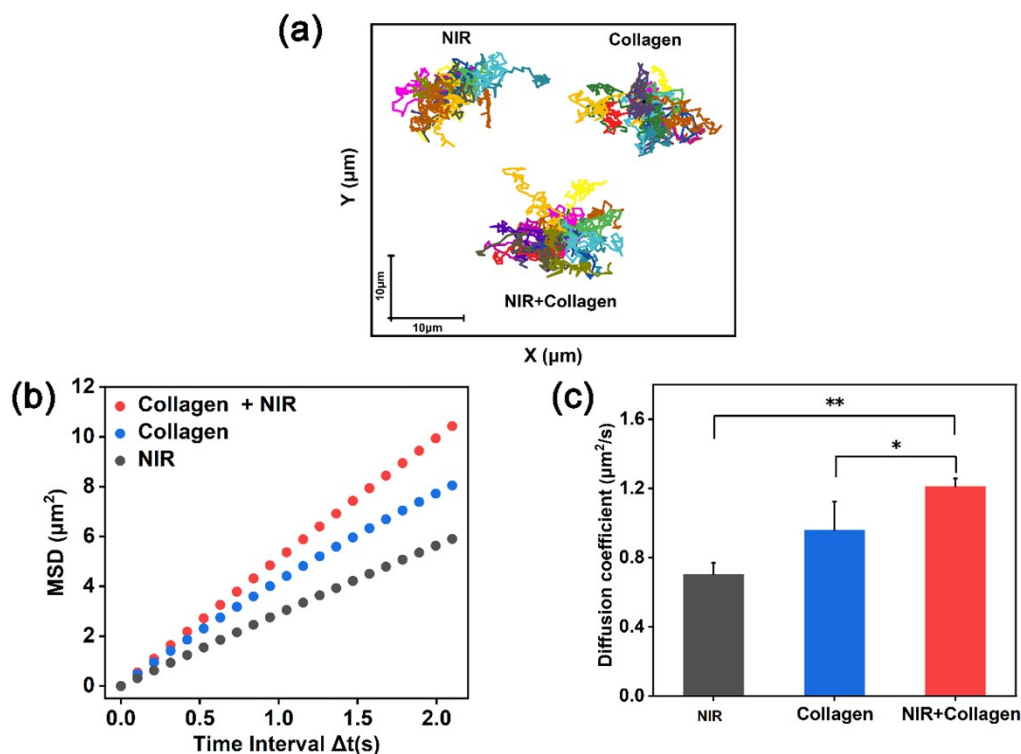 (a)
NIR
Collagen
Y (µm)
10µm
10µm
NIR+Collagen
X (µm)
(b)
12
10
8
6
4
2
0
MSD (µm²)
Collagen + NIR
Collagen
NIR
0.0 0.5 1.0 1.5 2.0
Time Interval Δt(s)
(c)
1.6
1.2
0.8
0.4
0.0
Diffusion coefficient (µm²/s)
**
*
NIR Collagen NIR+Collagen